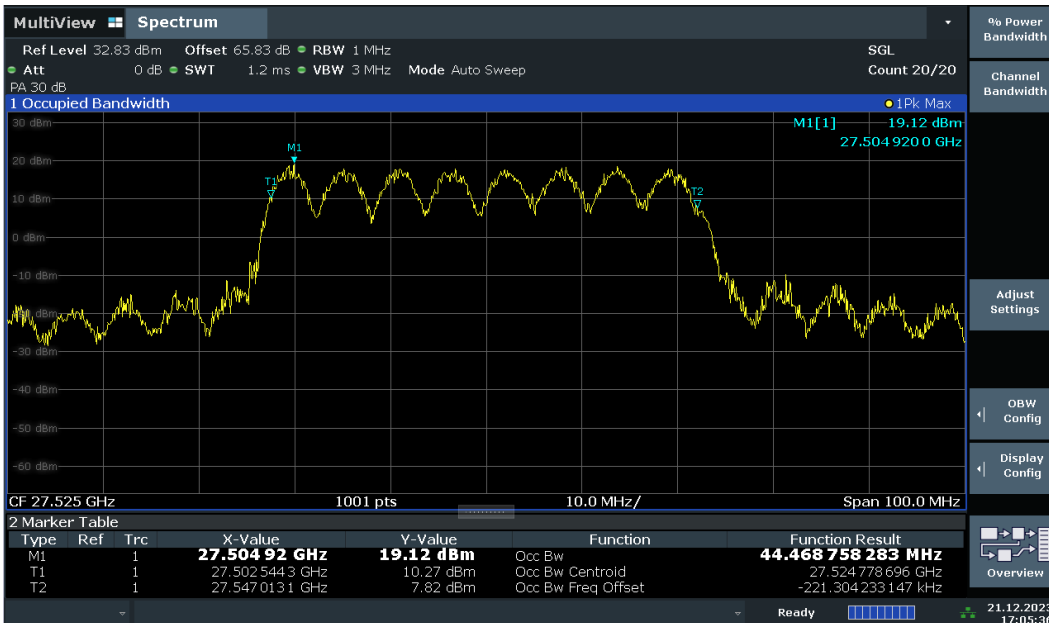 MultiView Spectrum
Ref Level 32.83 dBm Offset 65.83 dB RBW 1 MHz SGL
Att 0 dB SWT 1.2 ms VBW 3 MHz Mode Auto Sweep Count 20/20
PA 30 dB
1 Occupied Bandwidth 1Pk Max
30 dBm
M1[1] 19.12 dBm
27.5049200 GHz
M1
20 dBm
T1
T2
10 dBm
0 dBm
-10 dBm
dBm
-30 dBm
-40 dBm
-50 dBm
-60 dBm
CF 27.525 GHz 1001 pts 10.0 MHz/ Span 100.0 MHz
2 Marker Table
Type Ref Trc X-Value Y-Value Function Function Result
M1 1 27.504 92 GHz 19.12 dBm Occ Bw 44.468 758 283 MHz
T1 1 27.502 544 3 GHz 10.27 dBm Occ Bw Centroid 27.524 778 696 GHz
T2 1 27.547 013 1 GHz 7.82 dBm Occ Bw Freq Offset -221.304 233 147 kHz
Ready 21.12.2023
17:05:36
% Power
Bandwidth
Channel
Bandwidth
Adjust
Settings
OBW
Config
Display
Config
Overview